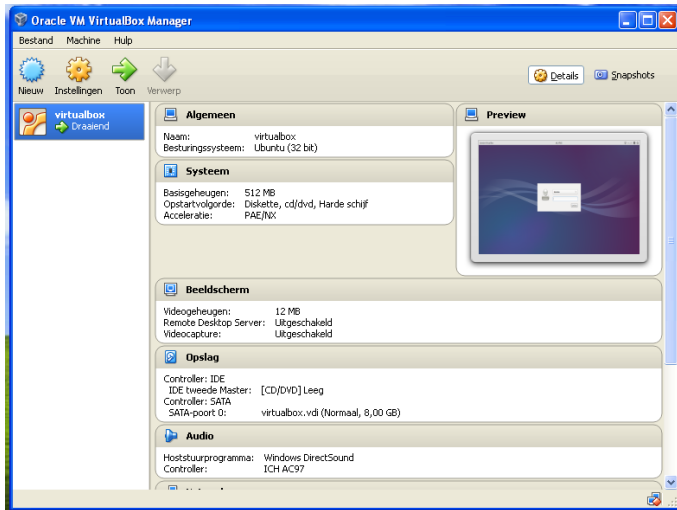 Oracle VM VirtualBox Manager
Bestand Machine Hulp
Nieuw Instellingen Toon Verwerp
Details Snapshots
virtualbox
Draaiend
Algemeen
Naam: virtualbox
Besturingssysteem: Ubuntu (32 bit)
Preview
Systeem
Basisgeheugen: 512 MB
Opstartvolgorde: Diskette, cd/dvd, Harde schijf
Acceleratie: PAE/NX
Beeldscherm
Videogeheugen: 12 MB
Remote Desktop Server: Uitgeschakeld
Videocapture: Uitgeschakeld
Opslag
Controller: IDE
IDE tweede Master: [CD/DVD] Leeg
Controller: SATA
SATA-poort 0: virtualbox.vdi (Normaal, 8,00 GB)
Audio
Hoststuurprogramma: Windows DirectSound
Controller: ICH AC97